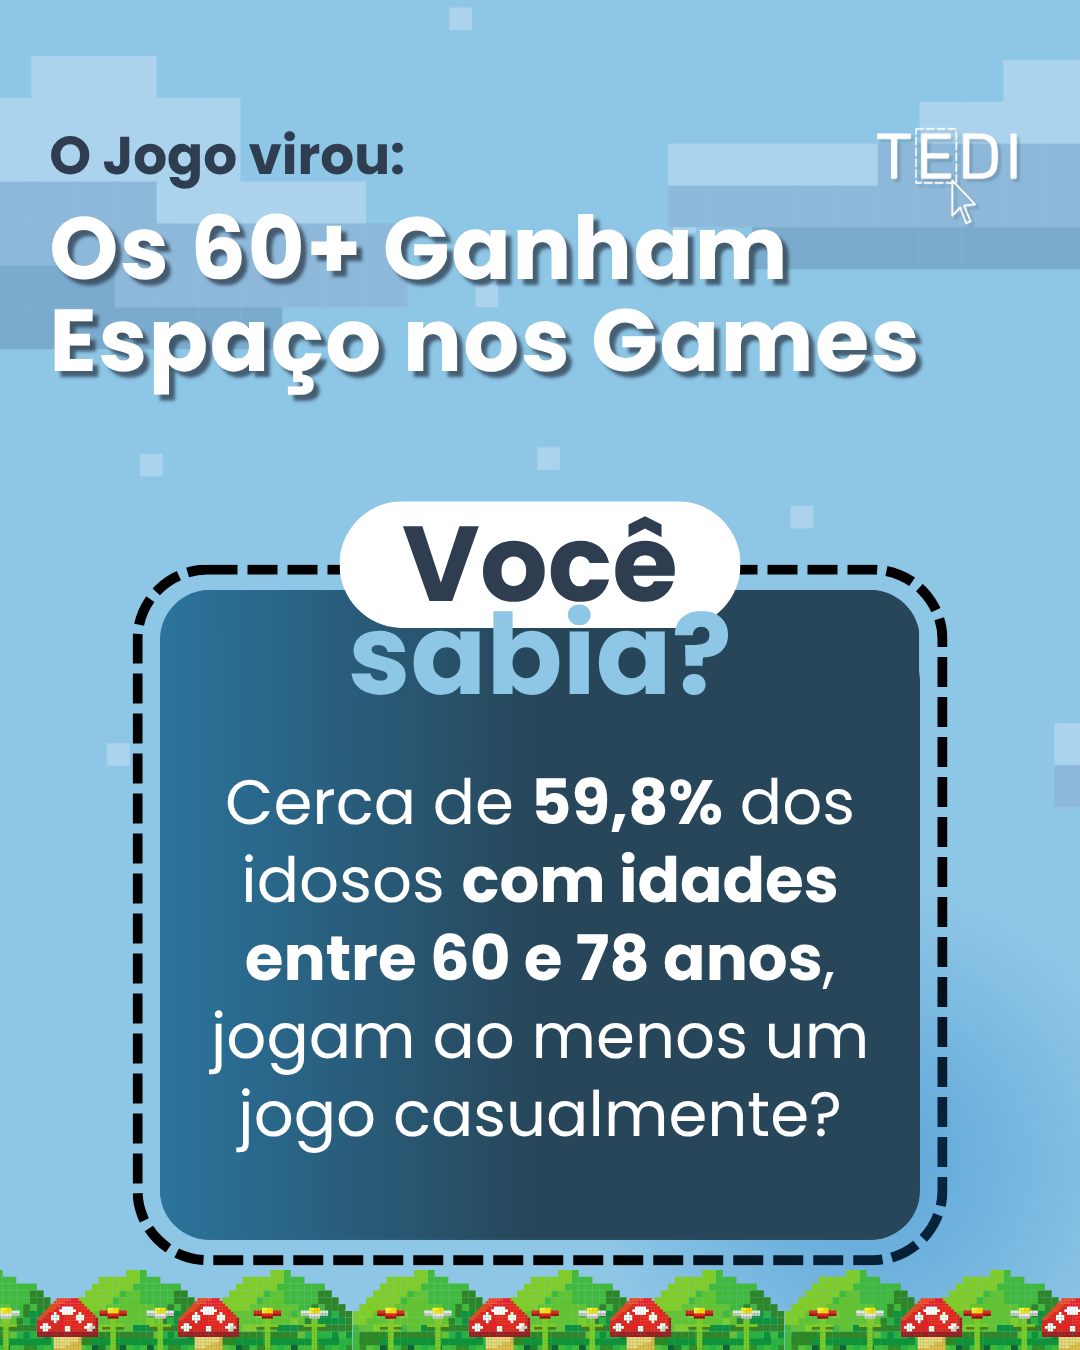 O Jogo virou:
TEDI
Os 60+ Ganham
Espaço nos Games
Você
sabia?
Cerca de 59,8% dos
idosos com idades
entre 60 e 78 anos,
jogam ao menos um
jogo casualmente?